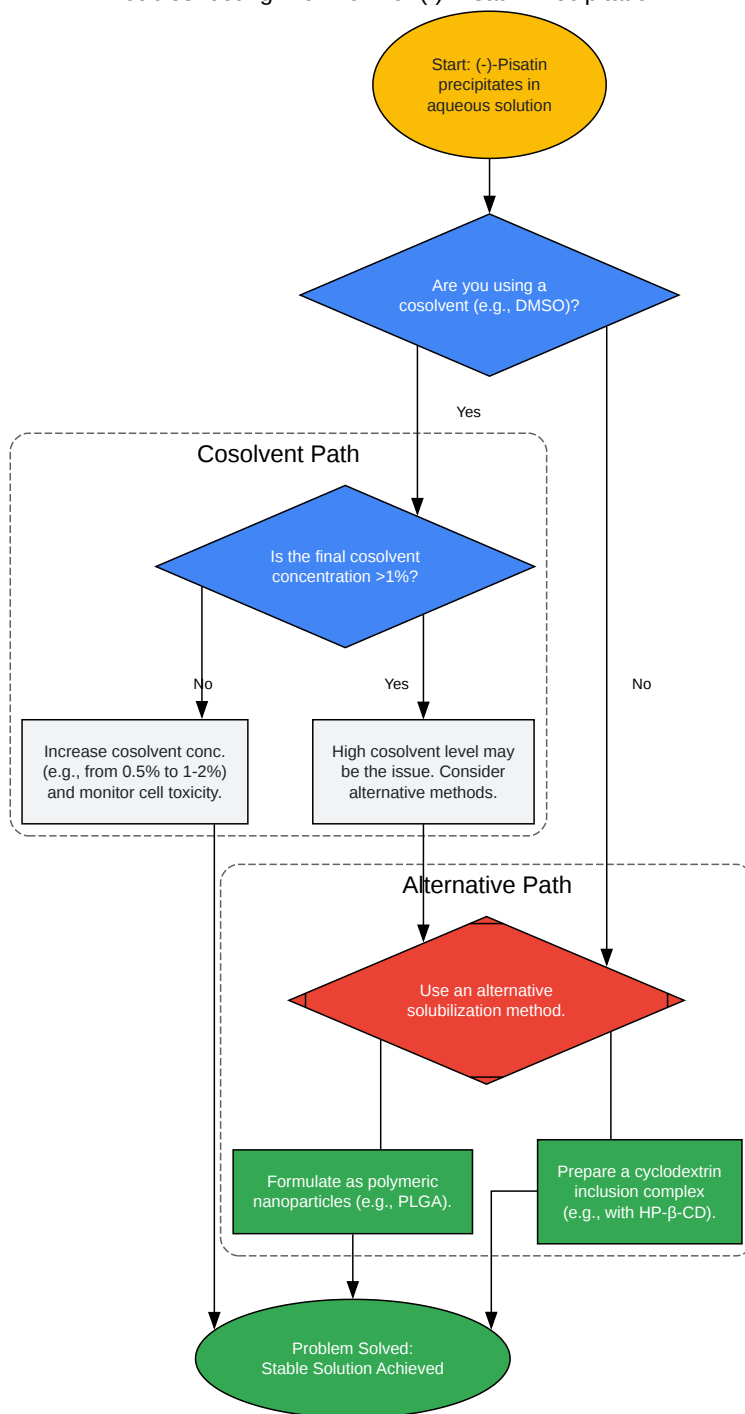 Start: (-)-Pisatin
precipitates in
aqueous solution
Are you using a
cosolvent (e.g., DMSO)?
Yes
Cosolvent Path
Is the final cosolvent
concentration >1%?
No
Yes
No
Increase cosolvent conc.
(e.g., from 0.5% to 1-2%)
and monitor cell toxicity.
High cosolvent level may
be the issue. Consider
alternative methods.
Alternative Path
Use an alternative
solubilization method.
Formulate as polymeric
nanoparticles (e.g., PLGA).
Prepare a cyclodextrin
inclusion complex
(e.g., with HP-β-CD).
Problem Solved:
Stable Solution Achieved